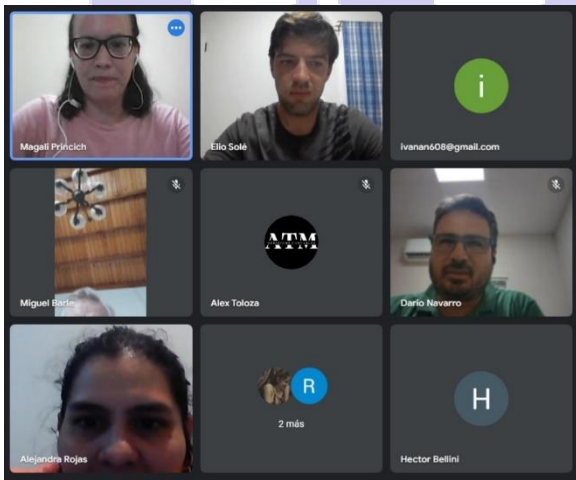 Magali Princich
Elio Solé
i
ivanan608@gmail.com
Miguel Barle
ATM
Alex Toloza
Darío Navarro
Alejandra Rojas
R
2 más
H
Hector Bellini